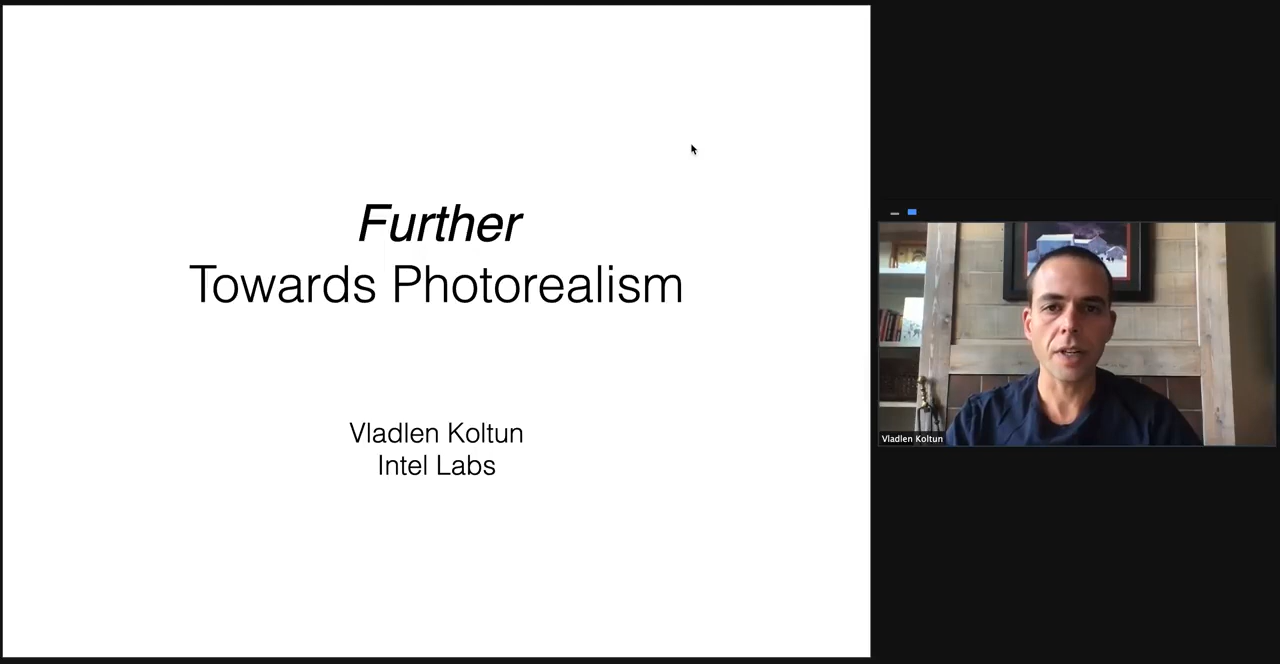 Further
Towards Photorealism
Vladlen Koltun
Intel Labs
Vladlen Koltun